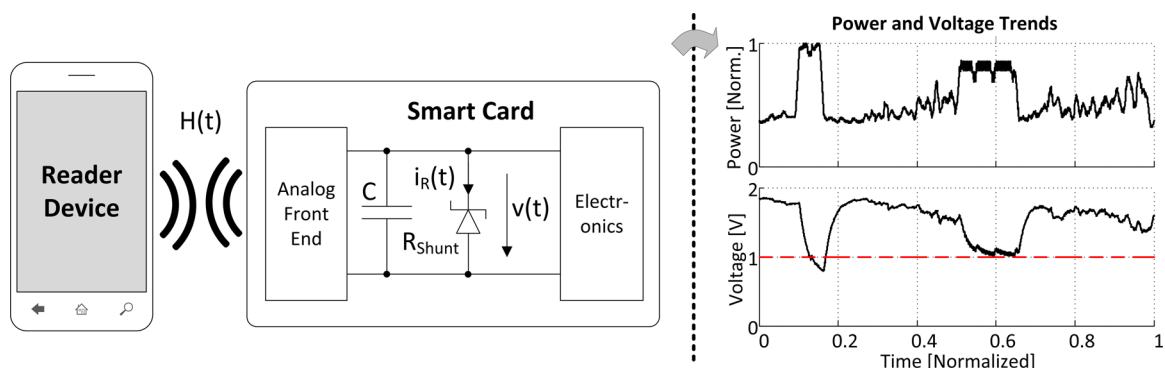 Reader
Device
H(t)
Smart Card
Analog
Front
End
C
i_R(t)
R_Shunt
v(t)
Electr-
onics
Power and Voltage Trends
Power [Norm.]
1
0
Voltage [V]
2
1
0
0 0.2 0.4 0.6 0.8 1
Time [Normalized]